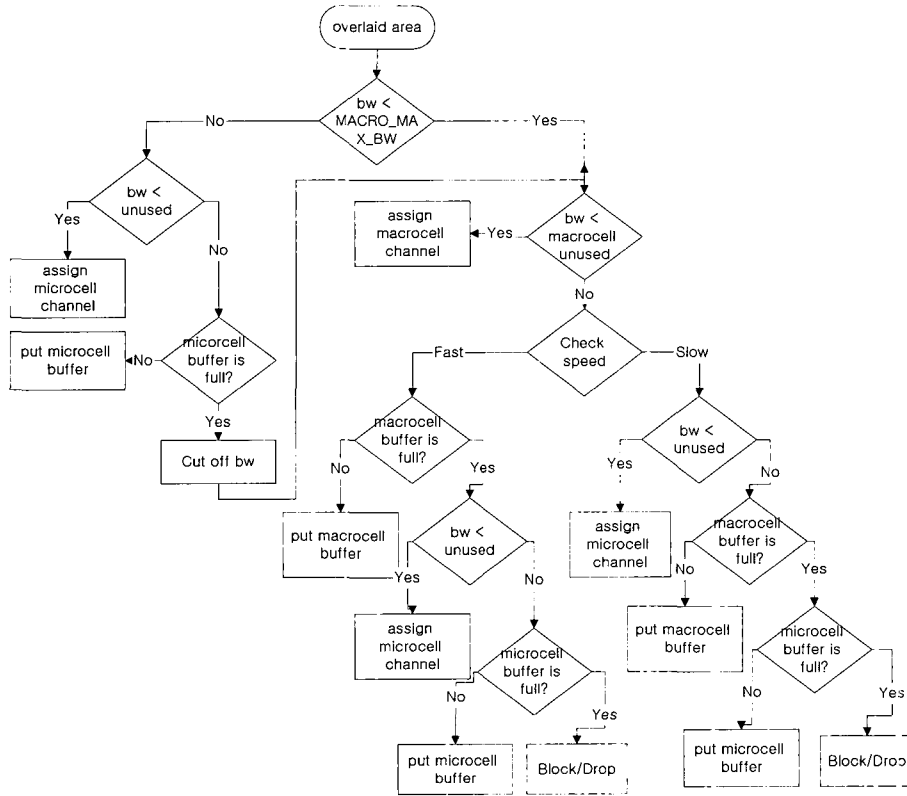 overlaid area
bw <
MACRO_MA
X_BW
No
Yes
bw <
unused
Yes
No
assign
macrocell
channel
Yes
bw <
macrocell
unused
assign
microcell
channel
No
put microcell
buffer
No
micorcell
buffer is
full?
Check
speed
Fast
Slow
Yes
Cut off bw
macrocell
buffer is
full?
bw <
unused
No
Yes
Yes
No
put macrocell
buffer
bw <
unused
assign
microcell
channel
macrocell
buffer is
full?
Yes
No
No
Yes
assign
microcell
channel
microcell
buffer is
full?
put macrocell
buffer
microcell
buffer is
full?
No
Yes
No
Yes
put microcell
buffer
Block/Drop
put microcell
buffer
Block/Drop